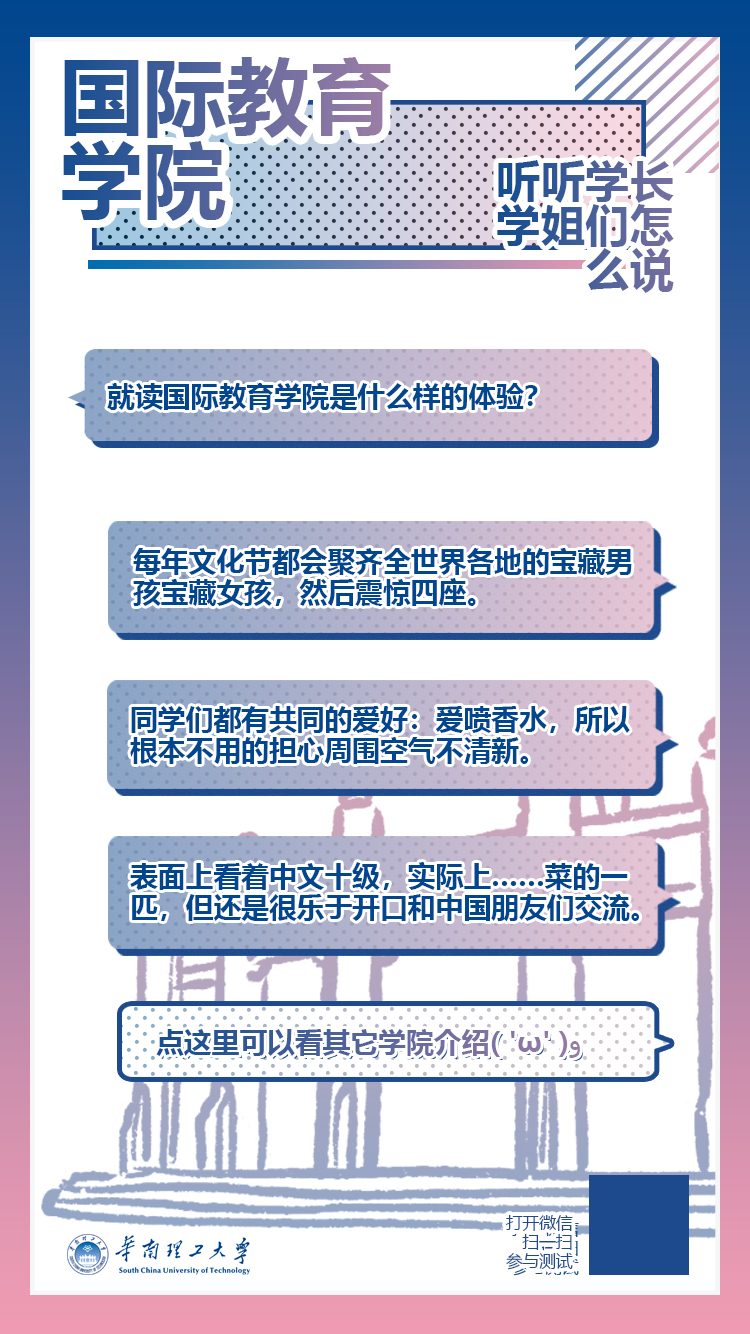 国际教育
学院
听听学长
学姐们怎
么说
就读国际教育学院是什么样的体验？
每年文化节都会聚齐全世界各地的宝藏男
孩宝藏女孩，然后震惊四座。
同学们都有共同的爱好：爱喷香水，所以
根本不用的担心周围空气不清新。
表面上看着中文十级，实际上……菜的一
匹，但还是很乐于开口和中国朋友们交流。
点这里可以看其它学院介绍( 'ω' )و
华南理工大学
South China University of Technology
打开微信
扫一扫
参与测试